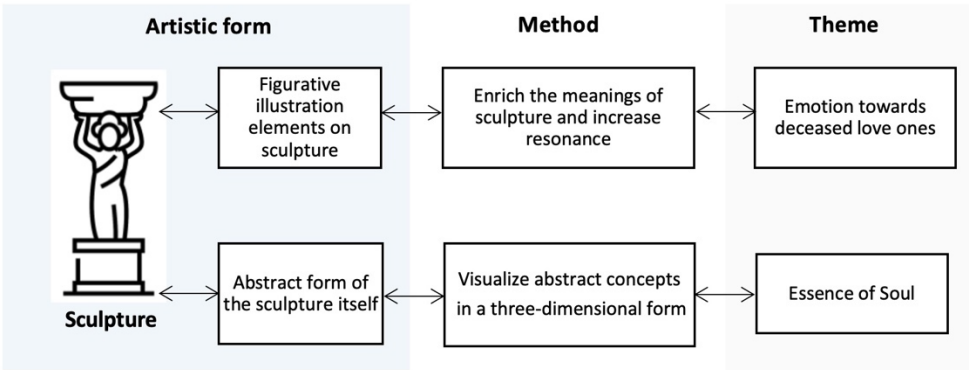 Artistic form
Method
Theme
Figurative
illustration
elements on
sculpture
Enrich the meanings of
sculpture and increase
resonance
Emotion towards
deceased love ones
Abstract form of
the sculpture itself
Visualize abstract concepts
in a three-dimensional form
Essence of Soul
Sculpture